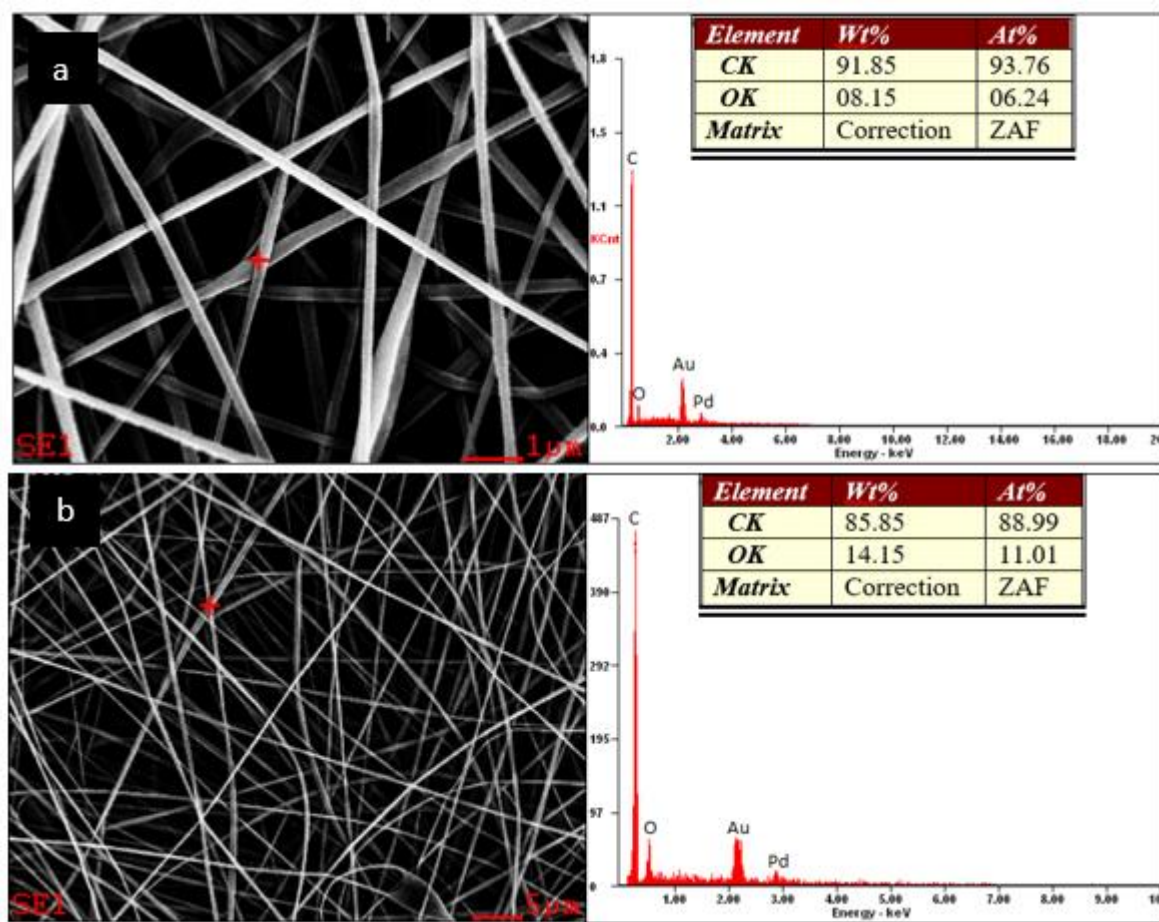 a
SE1
1µm
Element Wt% At%
CK 91.85 93.76
OK 08.15 06.24
Matrix Correction ZAF
1.8
1.5
1.1
KCnt
0.7
0.4
0.0
C
O
Au
Pd
2.00 4.00 6.00 8.00 10.00 12.00 14.00 16.00 18.00 20
Energy - keV
b
SE1
5µm
Element Wt% At%
CK 85.85 88.99
OK 14.15 11.01
Matrix Correction ZAF
487
390
292
195
97
0
C
O
Au
Pd
1.00 2.00 3.00 4.00 5.00 6.00 7.00 8.00 9.00 10
Energy - keV